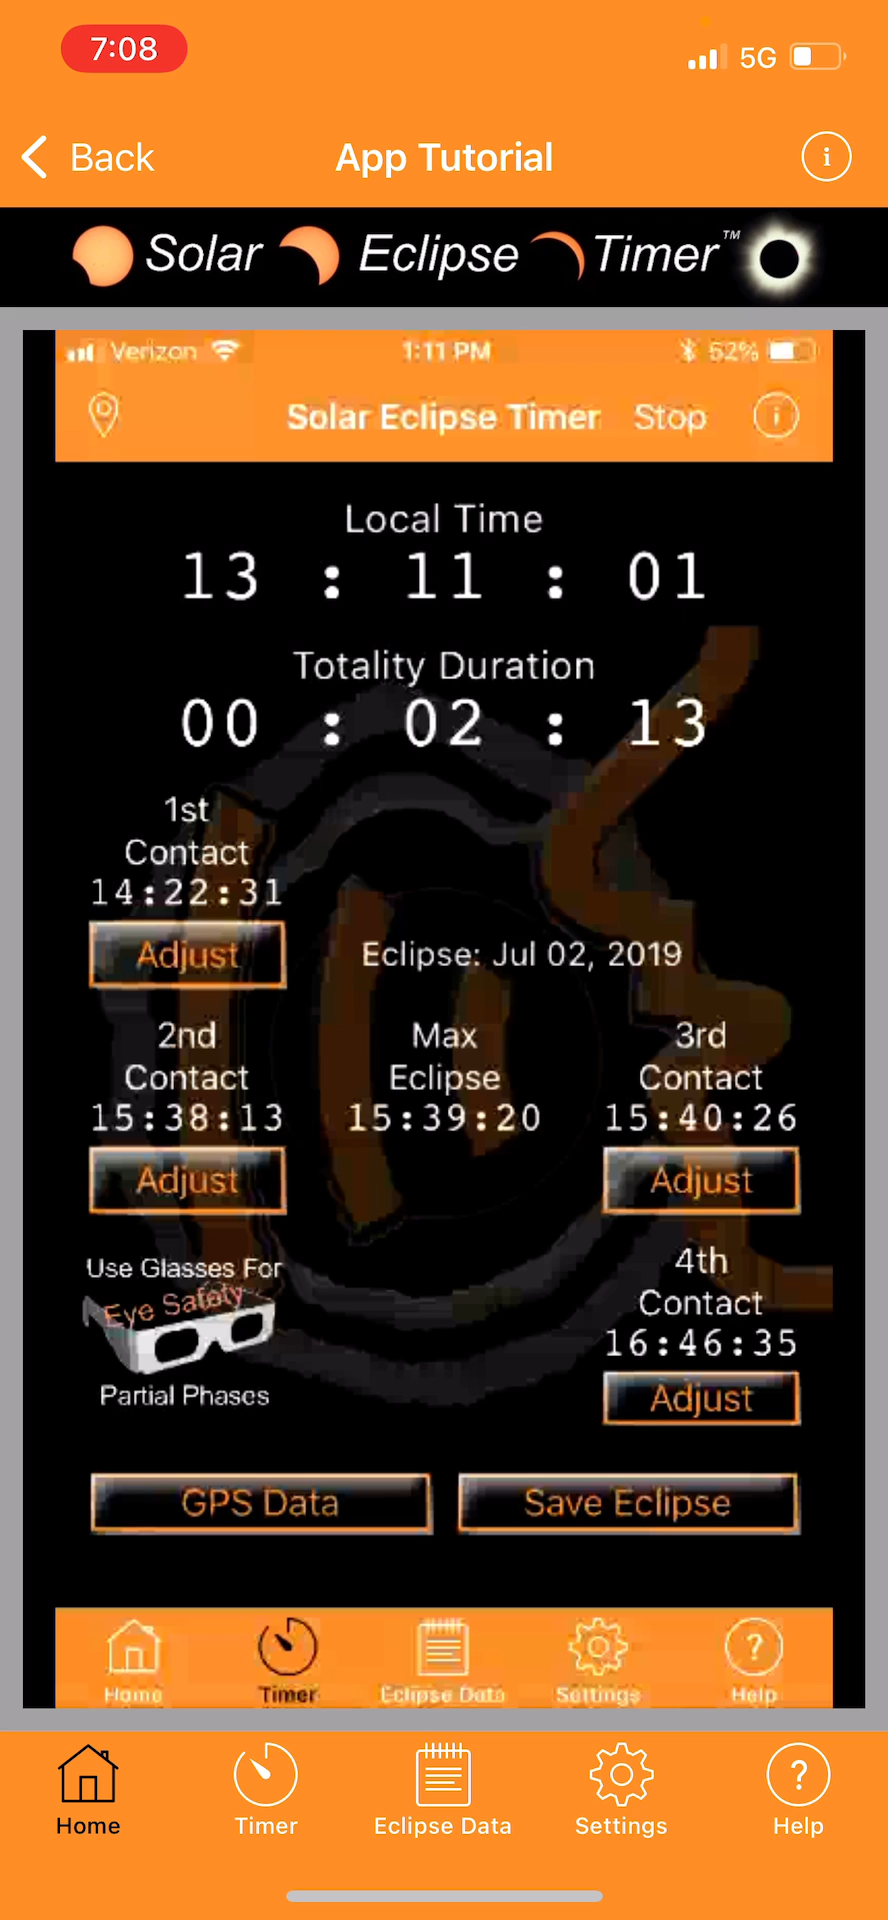 7:08
5G
Back
App Tutorial
i
Solar Eclipse Timer™
Verizon
1:11 PM
52%
Solar Eclipse Timer
Stop
i
Local Time
13 : 11 : 01
Totality Duration
00 : 02 : 13
1st
Contact
14:22:31
Adjust
Eclipse: Jul 02, 2019
2nd
Contact
15:38:13
Adjust
Max
Eclipse
15:39:20
3rd
Contact
15:40:26
Adjust
Use Glasses For
Eye Safety
Partial Phases
4th
Contact
16:46:35
Adjust
GPS Data
Save Eclipse
Home
Timer
Eclipse Data
Settings
?
Help
Home
Timer
Eclipse Data
Settings
?
Help